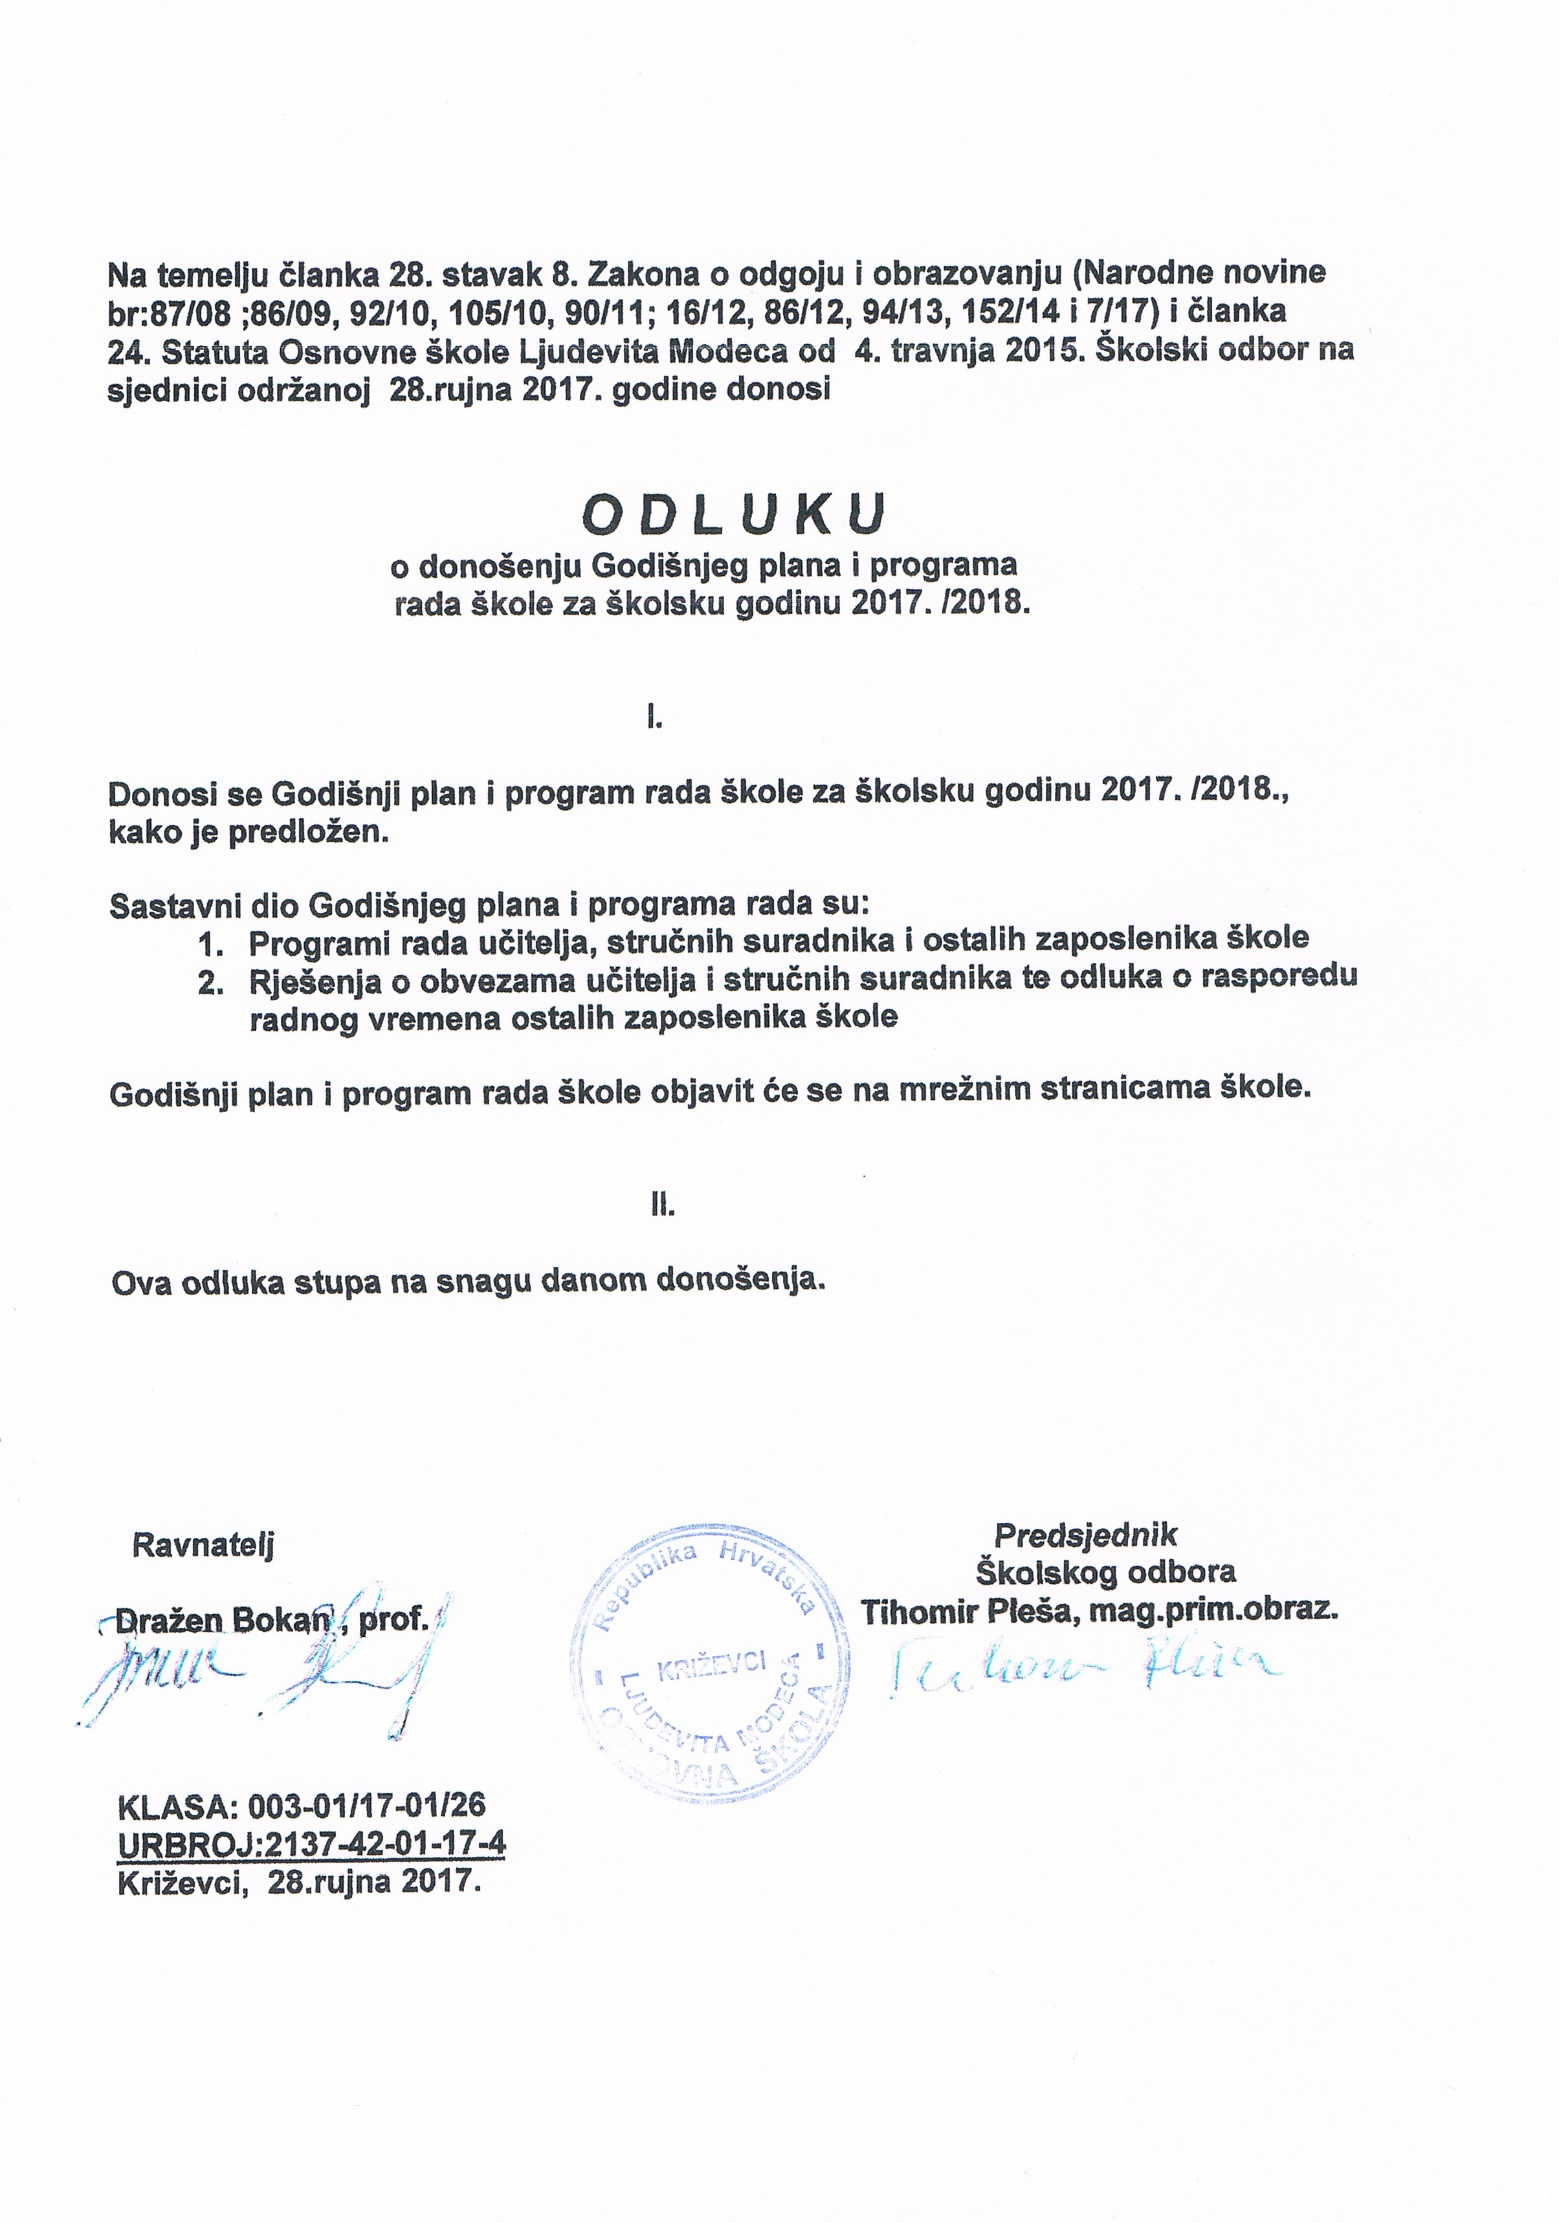 Na temelju članka 28. stavak 8. Zakona o odgoju i obrazovanju (Narodne novine
br:87/08 ;86/09, 92/10, 105/10, 90/11; 16/12, 86/12, 94/13, 152/14 i 7/17) i članka
24. Statuta Osnovne škole Ljudevita Modeca od 4. travnja 2015. Školski odbor na
sjednici održanoj 28.rujna 2017. godine donosi
O D L U K U
o donošenju Godišnjeg plana i programa
rada škole za školsku godinu 2017. /2018.
I.
Donosi se Godišnji plan i program rada škole za školsku godinu 2017. /2018.,
kako je predložen.
Sastavni dio Godišnjeg plana i programa rada su:
1. Programi rada učitelja, stručnih suradnika i ostalih zaposlenika škole
2. Rješenja o obvezama učitelja i stručnih suradnika te odluka o rasporedu
radnog vremena ostalih zaposlenika škole
Godišnji plan i program rada škole objavit će se na mrežnim stranicama škole.
II.
Ova odluka stupa na snagu danom donošenja.
Ravnatelj
Dražen Bokan , prof.
Republika Hrvatska
KRIŽEVCI
LJUDEVITA MODECA
OSNOVNA ŠKOLA
Predsjednik
Školskog odbora
Tihomir Pleša, mag.prim.obraz.
KLASA: 003-01/17-01/26
URBROJ:2137-42-01-17-4
Križevci, 28.rujna 2017.